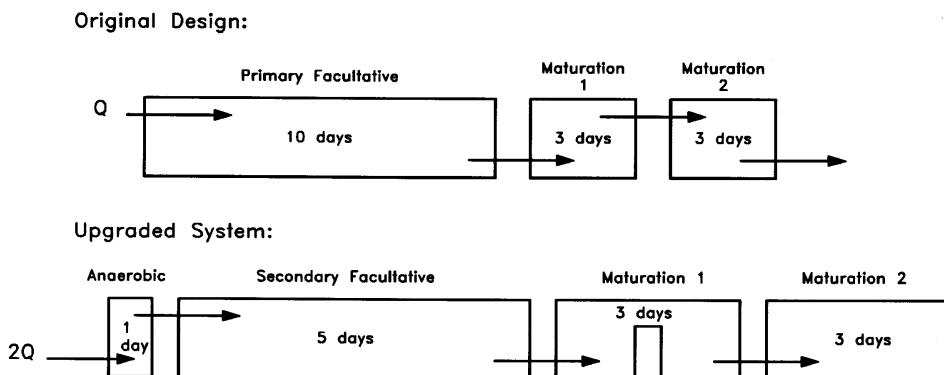 Original Design:
Primary Facultative
Maturation
1
Maturation
2
Q
10 days
3 days
3 days
Upgraded System:
Anaerobic
Secondary Facultative
Maturation 1
Maturation 2
2Q
1
day
5 days
3 days
3 days